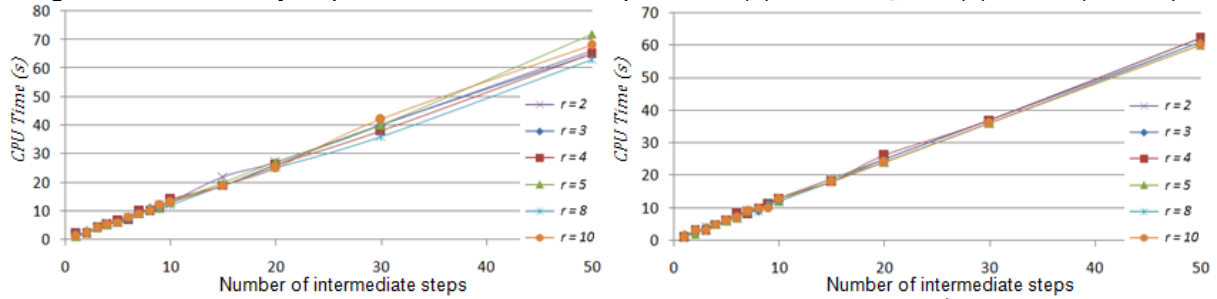 80
70
60
50
40
30
20
10
0
CPU Time (s)
r = 2
r = 3
r = 4
r = 5
r = 8
r = 10
0 10 20 30 40 50
Number of intermediate steps
70
60
50
40
30
20
10
0
CPU Time (s)
r = 2
r = 3
r = 4
r = 5
r = 8
r = 10
0 10 20 30 40 50
Number of intermediate steps